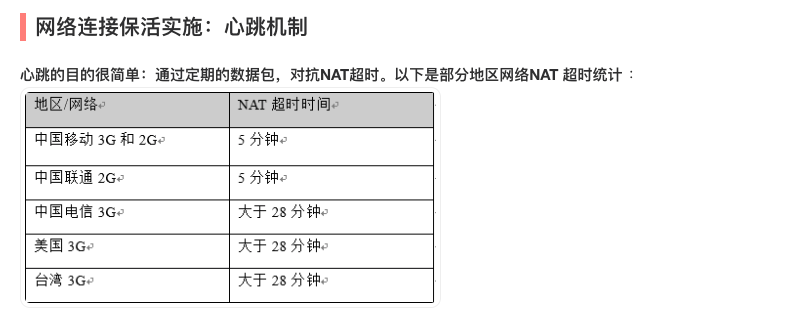 网络连接保活实施：心跳机制
心跳的目的很简单：通过定期的数据包，对抗NAT超时。以下是部分地区网络NAT 超时统计：
地区/网络 NAT 超时时间
中国移动 3G 和 2G 5 分钟
中国联通 2G 5 分钟
中国电信 3G 大于 28 分钟
美国 3G 大于 28 分钟
台湾 3G 大于 28 分钟